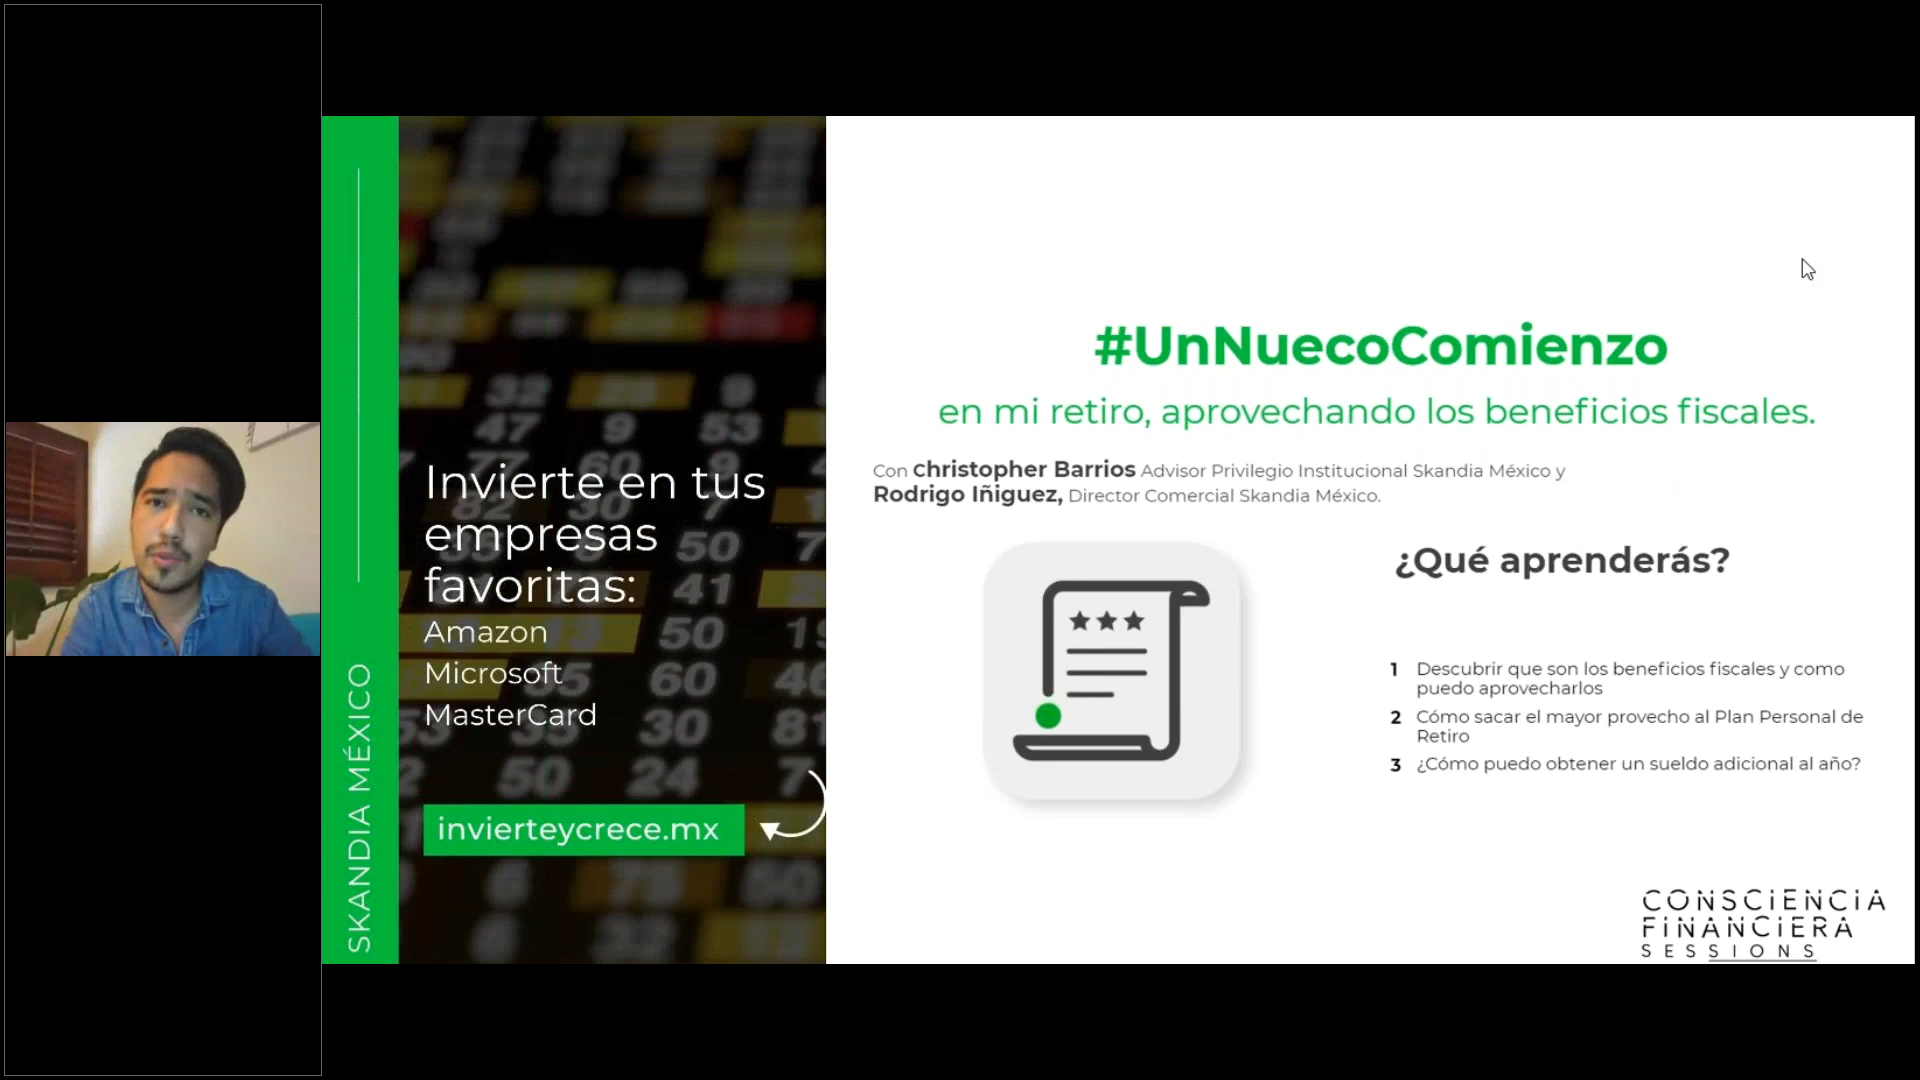 SKANDIA MÉXICO
Invierte en tus
empresas
favoritas:
Amazon
Microsoft
MasterCard
invierteycrece.mx
#UnNuecoComienzo
en mi retiro, aprovechando los beneficios fiscales.
Con Christopher Barrios Advisor Privilegio Institucional Skandia México y
Rodrigo Iñiguez, Director Comercial Skandia México.
¿Qué aprenderás?
1 Descubrir que son los beneficios fiscales y como
puedo aprovecharlos
2 Cómo sacar el mayor provecho al Plan Personal de
Retiro
3 ¿Cómo puedo obtener un sueldo adicional al año?
CONSCIENCIA
FINANCIERA
SESSIONS